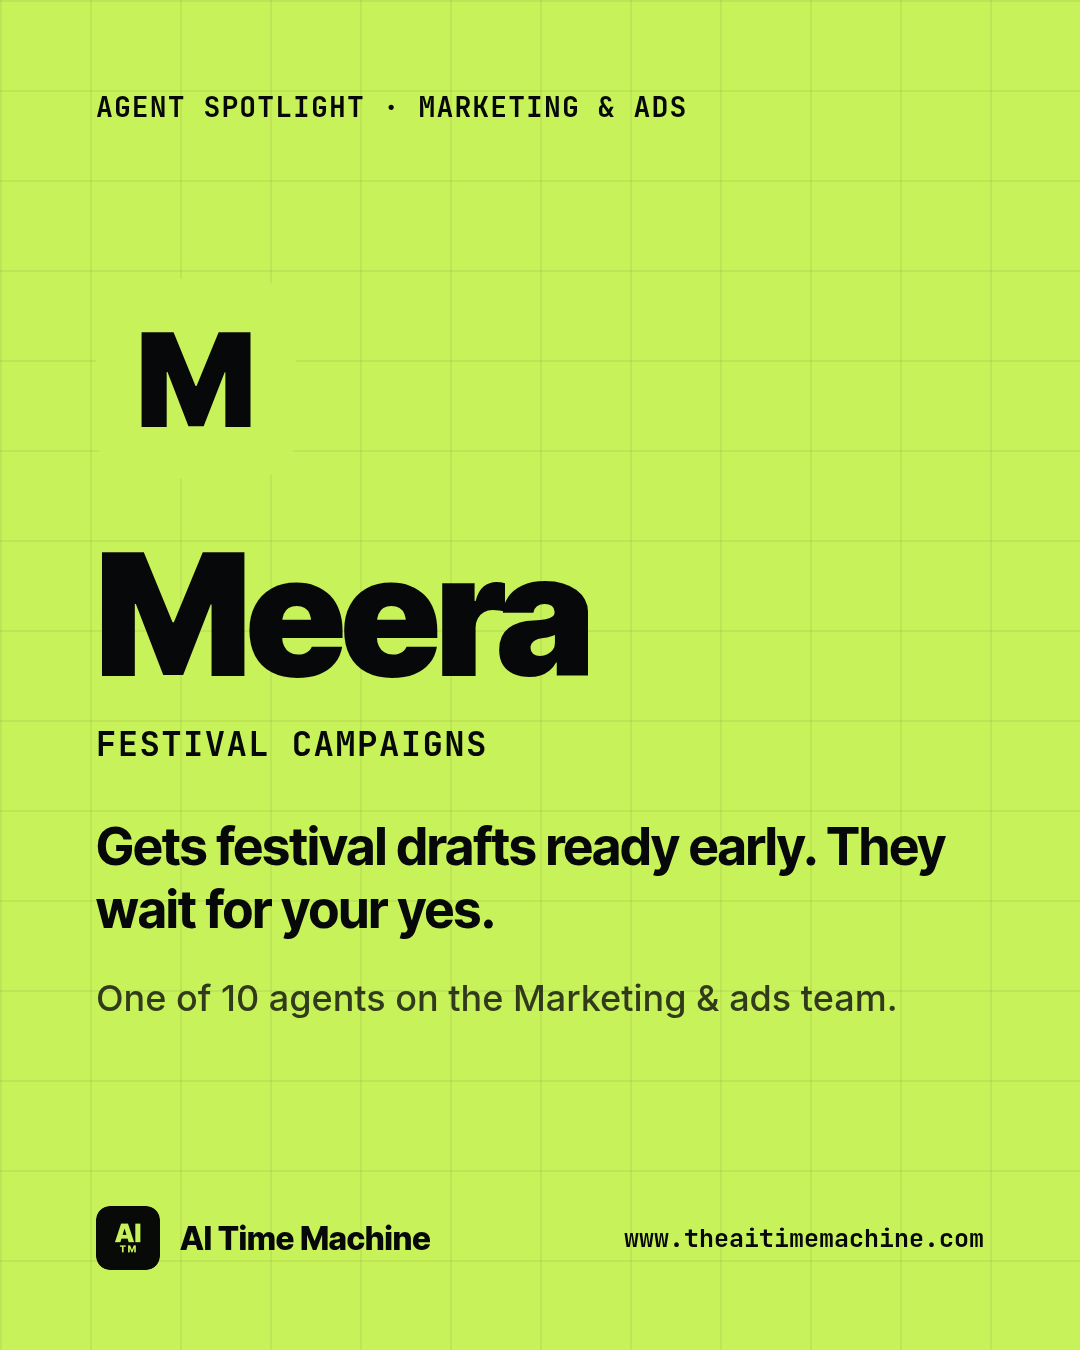 AGENT SPOTLIGHT · MARKETING & ADS
M
Meera
FESTIVAL CAMPAIGNS
Gets festival drafts ready early. They
wait for your yes.
One of 10 agents on the Marketing & ads team.
AI
TM
AI Time Machine
www.theaitimemachine.com